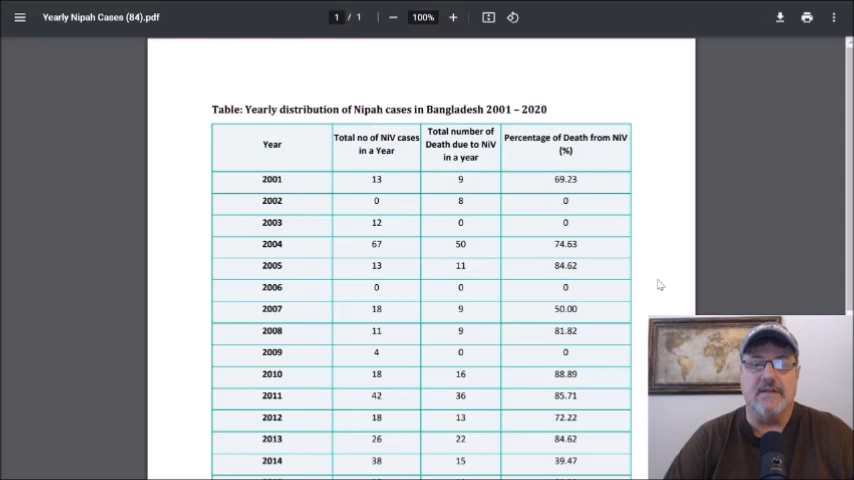 Yearly Nipah Cases (84).pdf 1 / 1 100%
Table: Yearly distribution of Nipah cases in Bangladesh 2001 – 2020
Year Total no of NiV cases in a Year Total number of Death due to NiV in a year Percentage of Death from NiV (%)
2001 13 9 69.23
2002 0 8 0
2003 12 0 0
2004 67 50 74.63
2005 13 11 84.62
2006 0 0 0
2007 18 9 50.00
2008 11 9 81.82
2009 4 0 0
2010 18 16 88.89
2011 42 36 85.71
2012 18 13 72.22
2013 26 22 84.62
2014 38 15 39.47